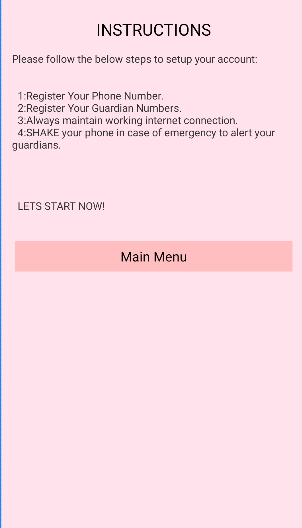 INSTRUCTIONS
Please follow the below steps to setup your account:
1:Register Your Phone Number.
2:Register Your Guardian Numbers.
3:Always maintain working internet connection.
4:SHAKE your phone in case of emergency to alert your
guardians.
LETS START NOW!
Main Menu